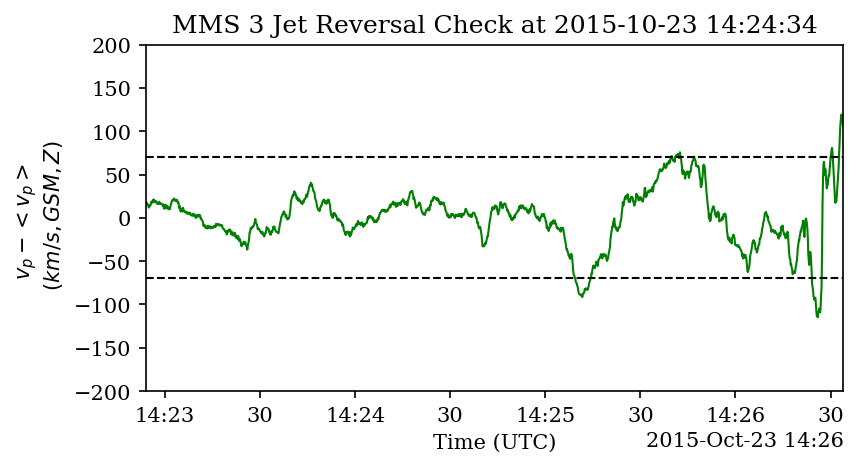 MMS 3 Jet Reversal Check at 2015-10-23 14:24:34
200
150
100
50
0
−50
−100
−150
−200
v_p − < v_p >
(km/s, GSM, Z)
14:23 30 14:24 30 14:25 30 14:26 30
Time (UTC)
2015-Oct-23 14:26